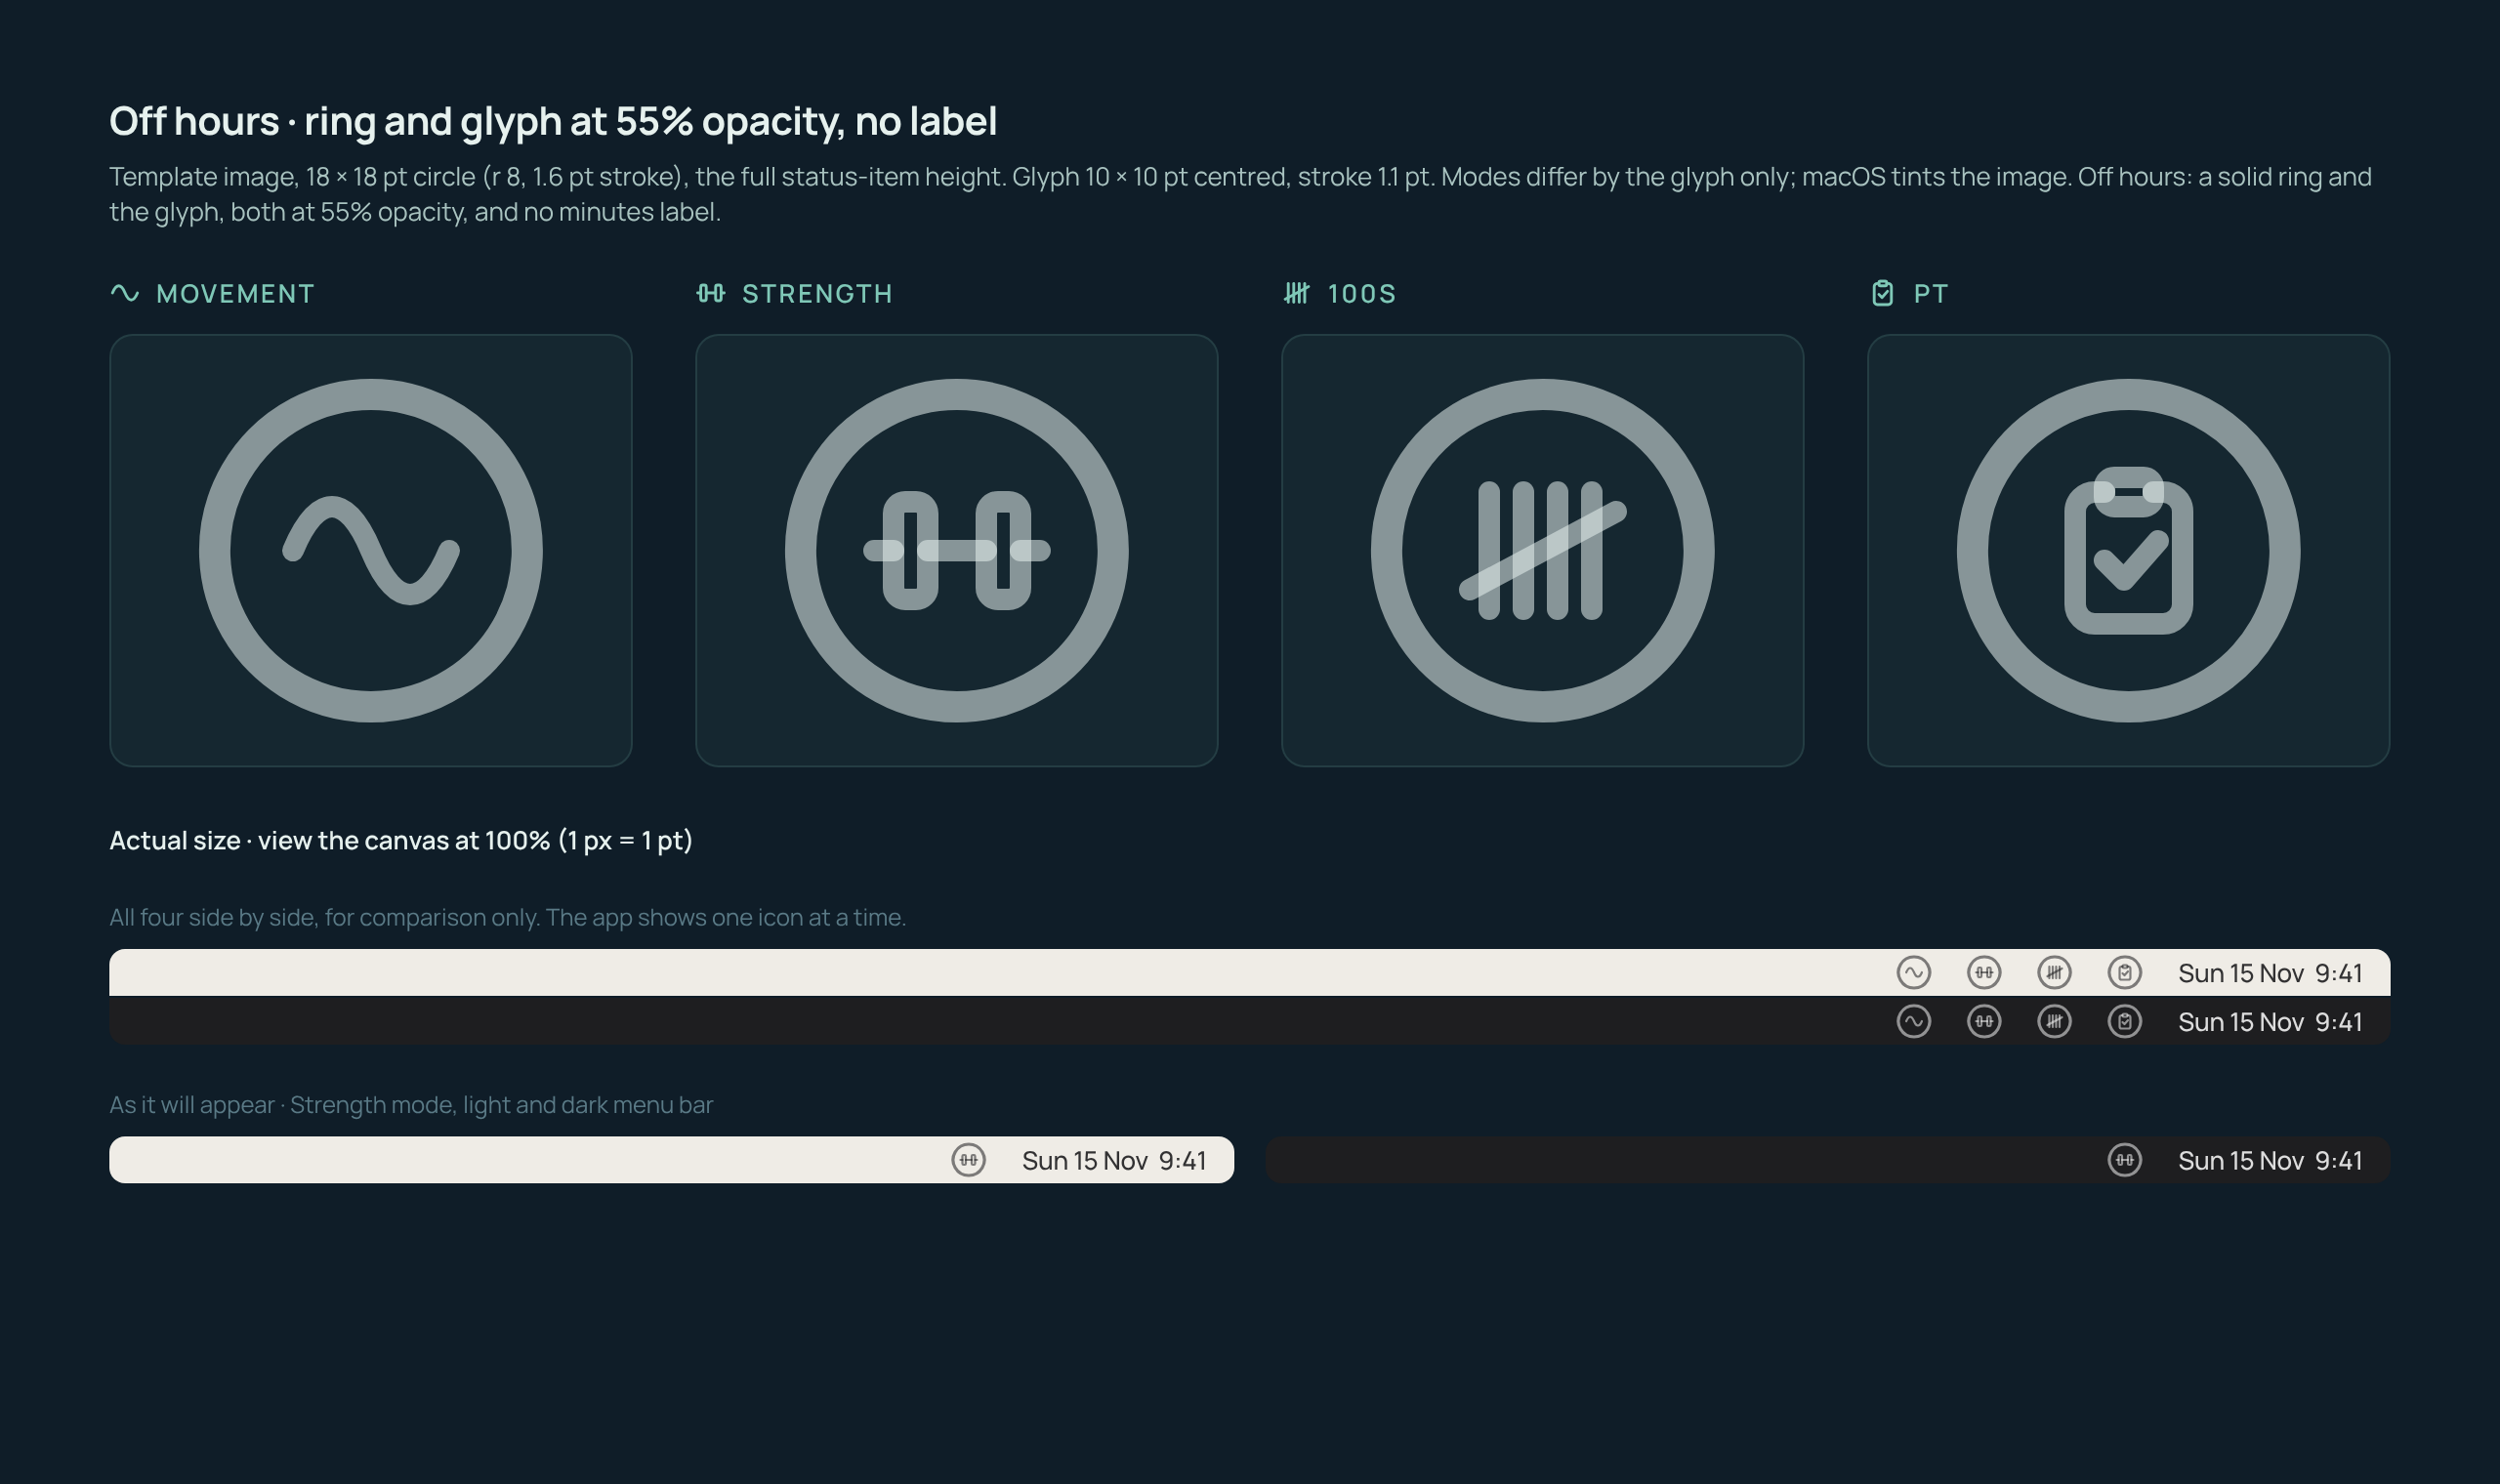 Off hours · ring and glyph at 55% opacity, no label
Template image, 18 × 18 pt circle (r 8, 1.6 pt stroke), the full status-item height. Glyph 10 × 10 pt centred, stroke 1.1 pt. Modes differ by the glyph only; macOS tints the image. Off hours: a solid ring and
the glyph, both at 55% opacity, and no minutes label.
MOVEMENT
STRENGTH
100S
PT
Actual size · view the canvas at 100% (1 px = 1 pt)
All four side by side, for comparison only. The app shows one icon at a time.
Sun 15 Nov 9:41
Sun 15 Nov 9:41
As it will appear · Strength mode, light and dark menu bar
Sun 15 Nov 9:41
Sun 15 Nov 9:41